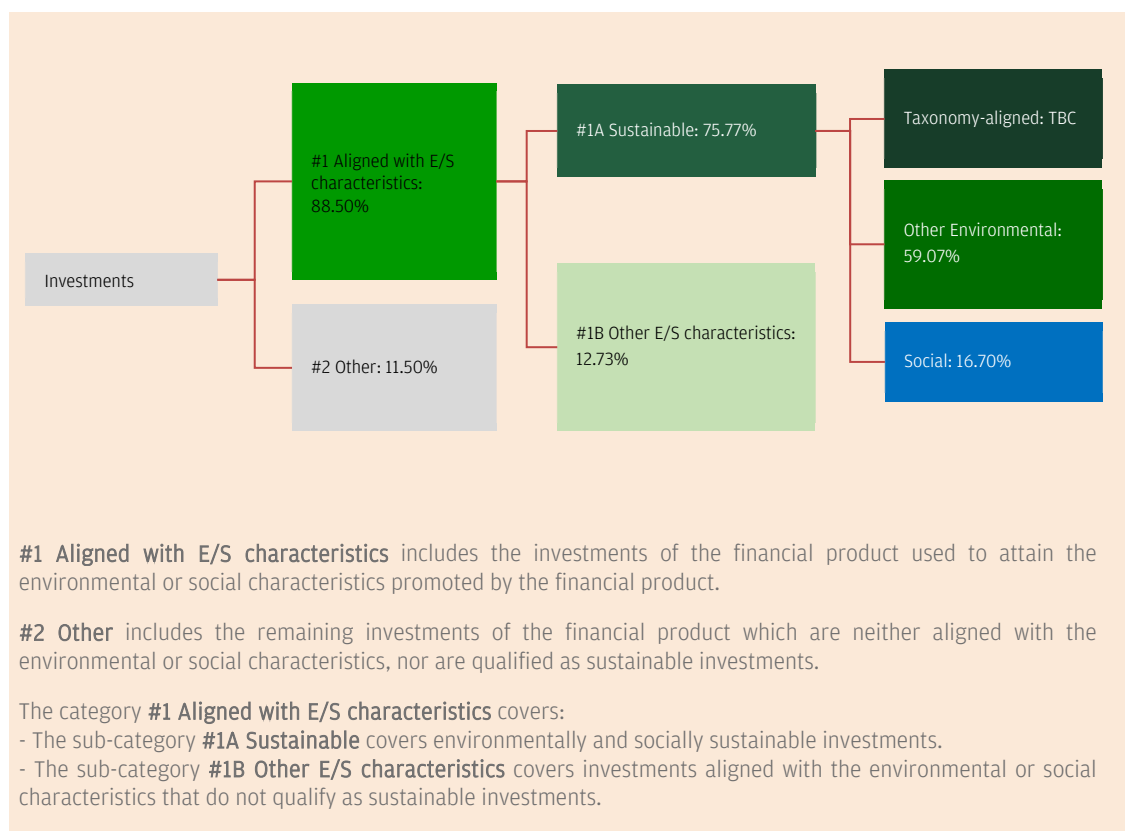 Investments
#1 Aligned with E/S
characteristics:
88.50%
#2 Other: 11.50%
#1A Sustainable: 75.77%
#1B Other E/S characteristics:
12.73%
Taxonomy-aligned: TBC
Other Environmental:
59.07%
Social: 16.70%
#1 Aligned with E/S characteristics includes the investments of the financial product used to attain the
environmental or social characteristics promoted by the financial product.
#2 Other includes the remaining investments of the financial product which are neither aligned with the
environmental or social characteristics, nor are qualified as sustainable investments.
The category #1 Aligned with E/S characteristics covers:
- The sub-category #1A Sustainable covers environmentally and socially sustainable investments.
- The sub-category #1B Other E/S characteristics covers investments aligned with the environmental or social
characteristics that do not qualify as sustainable investments.